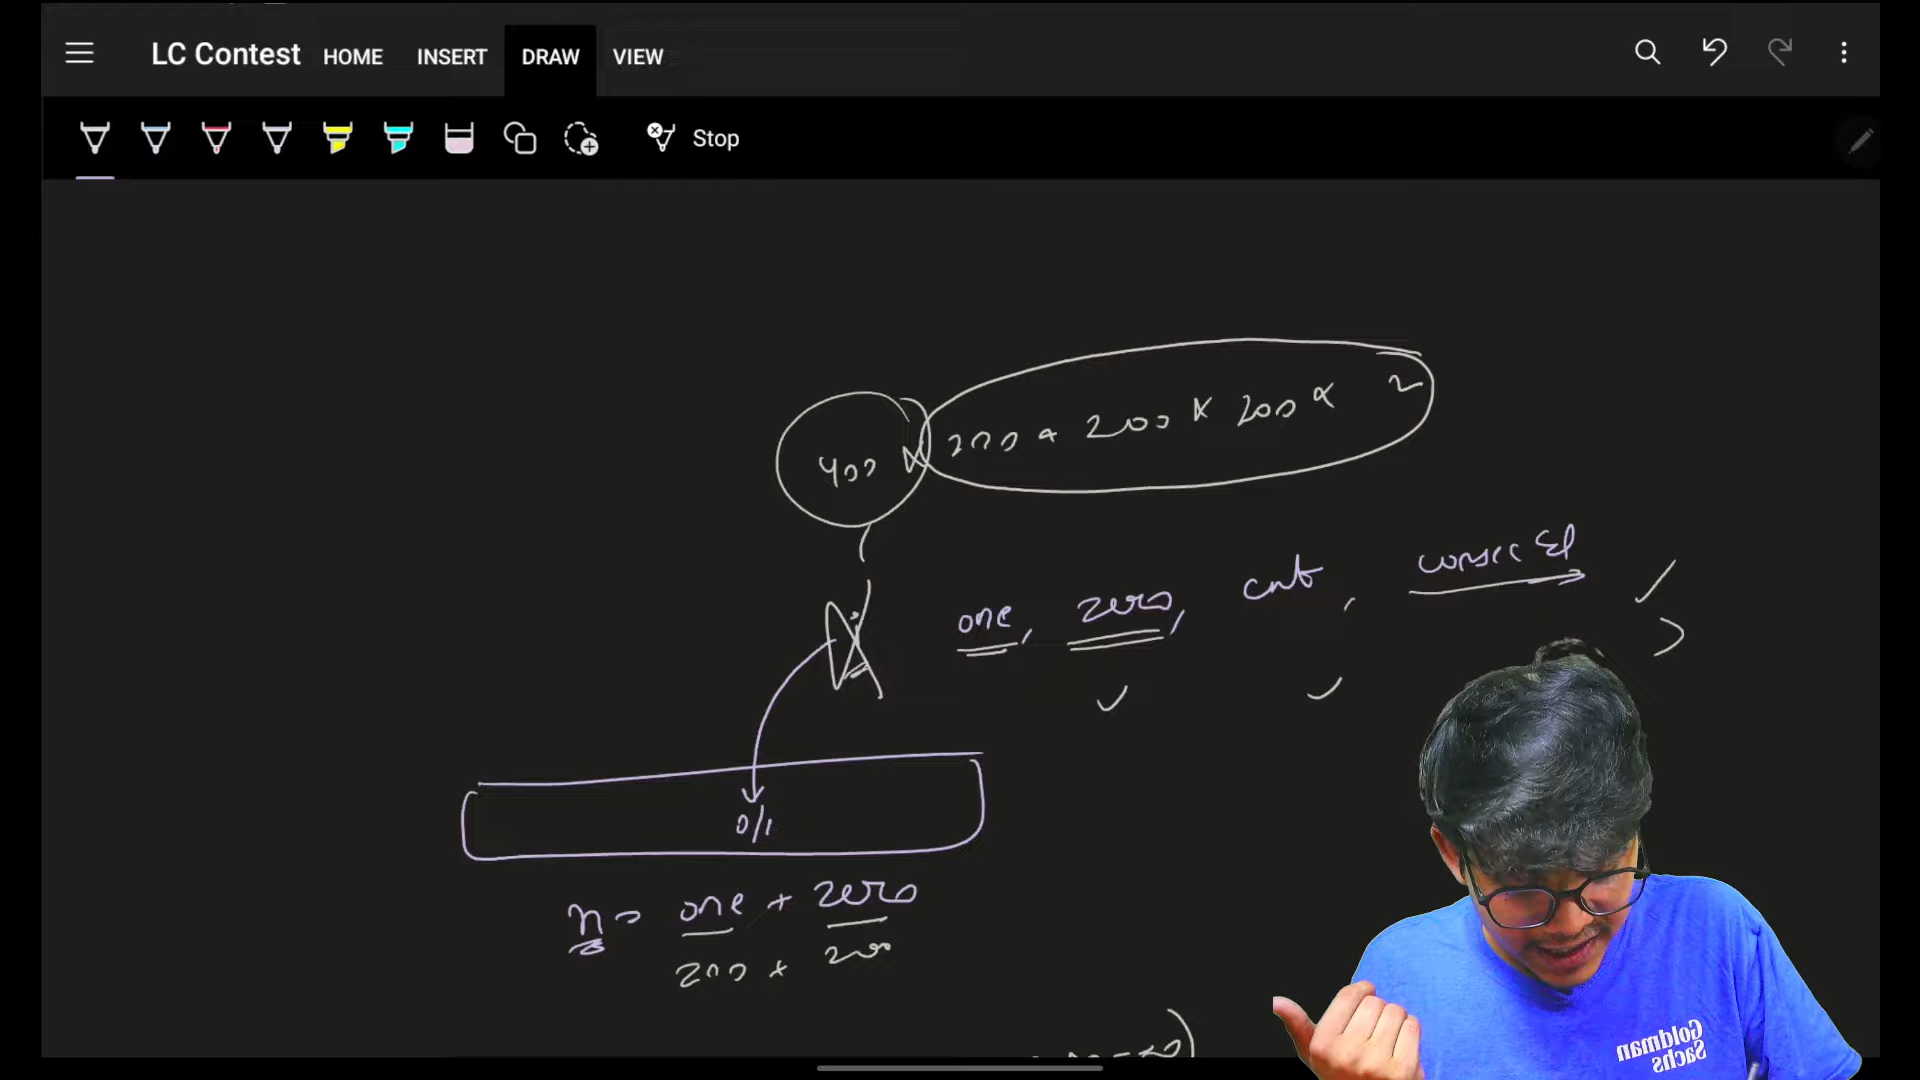 LC Contest HOME INSERT DRAW VIEW
Stop
400 x 200 * 200 * 200 * 2
one, zero, cnt, consec El
0/1
n = one + zero
200 + 200
Goldman
Sachs